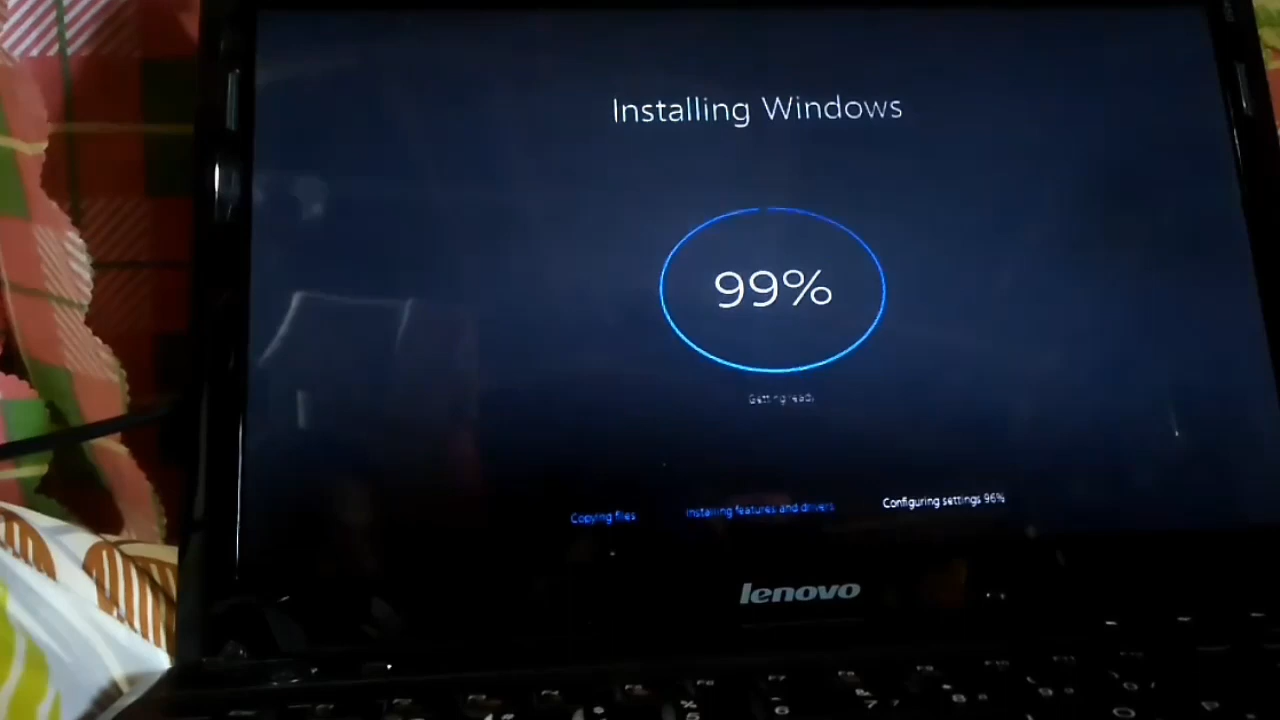 Installing Windows
99%
Getting ready
Copying files
Installing features and drivers
Configuring settings 96%
lenovo